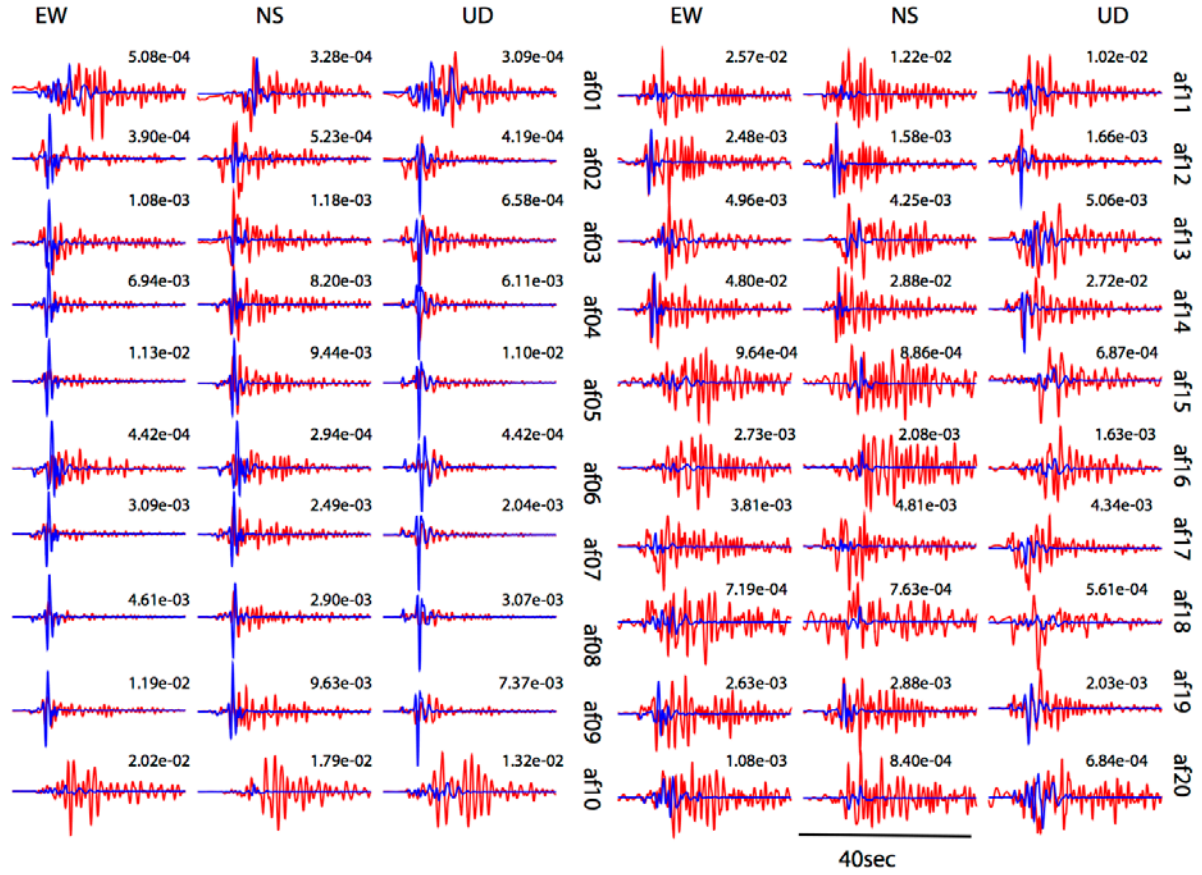 EW NS UD EW NS UD
5.08e-04 3.28e-04 3.09e-04 af01 2.57e-02 1.22e-02 1.02e-02 af11
3.90e-04 5.23e-04 4.19e-04 af02 2.48e-03 1.58e-03 1.66e-03 af12
1.08e-03 1.18e-03 6.58e-04 af03 4.96e-03 4.25e-03 5.06e-03 af13
6.94e-03 8.20e-03 6.11e-03 af04 4.80e-02 2.88e-02 2.72e-02 af14
1.13e-02 9.44e-03 1.10e-02 af05 9.64e-04 8.86e-04 6.87e-04 af15
4.42e-04 2.94e-04 4.42e-04 af06 2.73e-03 2.08e-03 1.63e-03 af16
3.09e-03 2.49e-03 2.04e-03 af07 3.81e-03 4.81e-03 4.34e-03 af17
4.61e-03 2.90e-03 3.07e-03 af08 7.19e-04 7.63e-04 5.61e-04 af18
1.19e-02 9.63e-03 7.37e-03 af09 2.63e-03 2.88e-03 2.03e-03 af19
2.02e-02 1.79e-02 1.32e-02 af10 1.08e-03 8.40e-04 6.84e-04 af20
40sec